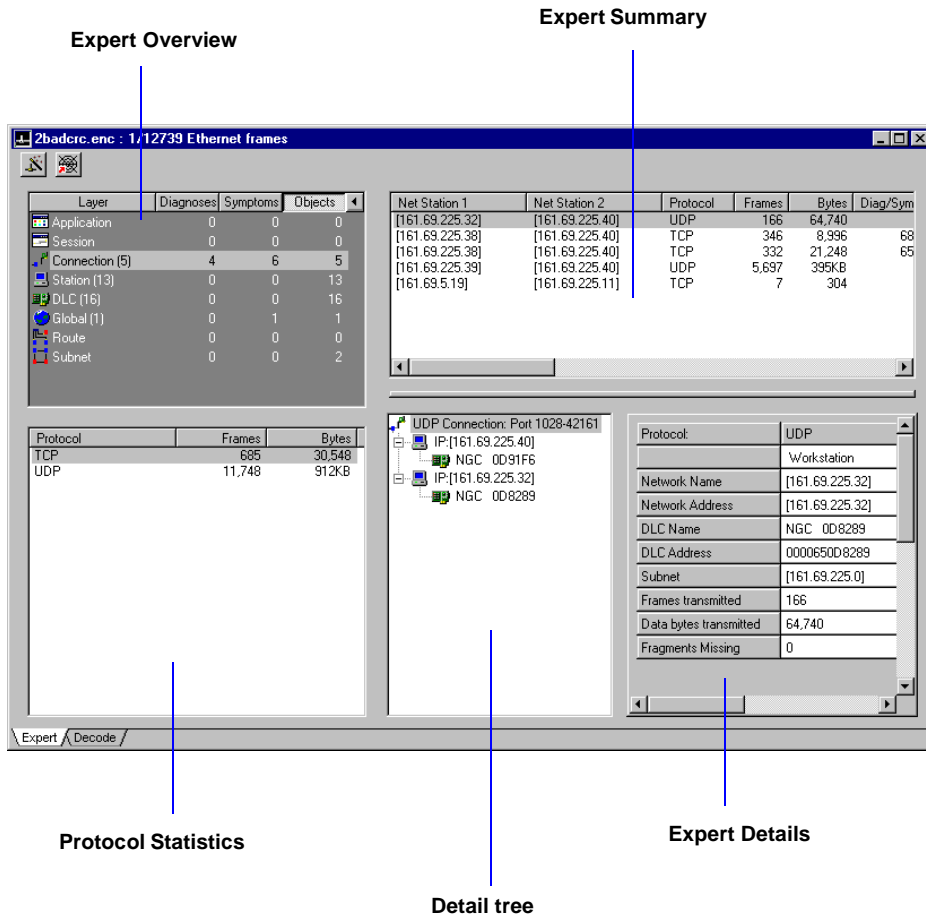 Expert Summary
Expert Overview
2badcrc.enc : 1/12739 Ethernet frames
Layer Diagnoses Symptoms Objects
Application 0 0 0
Session 0 0 0
Connection (5) 4 6 5
Station (13) 0 0 13
DLC (16) 0 0 16
Global (1) 0 1 1
Route 0 0 0
Subnet 0 0 2
Net Station 1 Net Station 2 Protocol Frames Bytes Diag/Sym
[161.69.225.32] [161.69.225.40] UDP 166 64,740
[161.69.225.38] [161.69.225.40] TCP 346 8,996 68
[161.69.225.38] [161.69.225.40] TCP 332 21,248 65
[161.69.225.39] [161.69.225.40] UDP 5,697 395KB
[161.69.5.19] [161.69.225.11] TCP 7 304
Protocol Frames Bytes
TCP 685 30,548
UDP 11,748 912KB
UDP Connection: Port 1028-42161
IP:[161.69.225.40]
NGC 0D91F6
IP:[161.69.225.32]
NGC 0D8289
Protocol: UDP
Workstation
Network Name [161.69.225.32]
Network Address [161.69.225.32]
DLC Name NGC 0D8289
DLC Address 0000650D8289
Subnet [161.69.225.0]
Frames transmitted 166
Data bytes transmitted 64,740
Fragments Missing 0
Expert Decode
Protocol Statistics
Expert Details
Detail tree